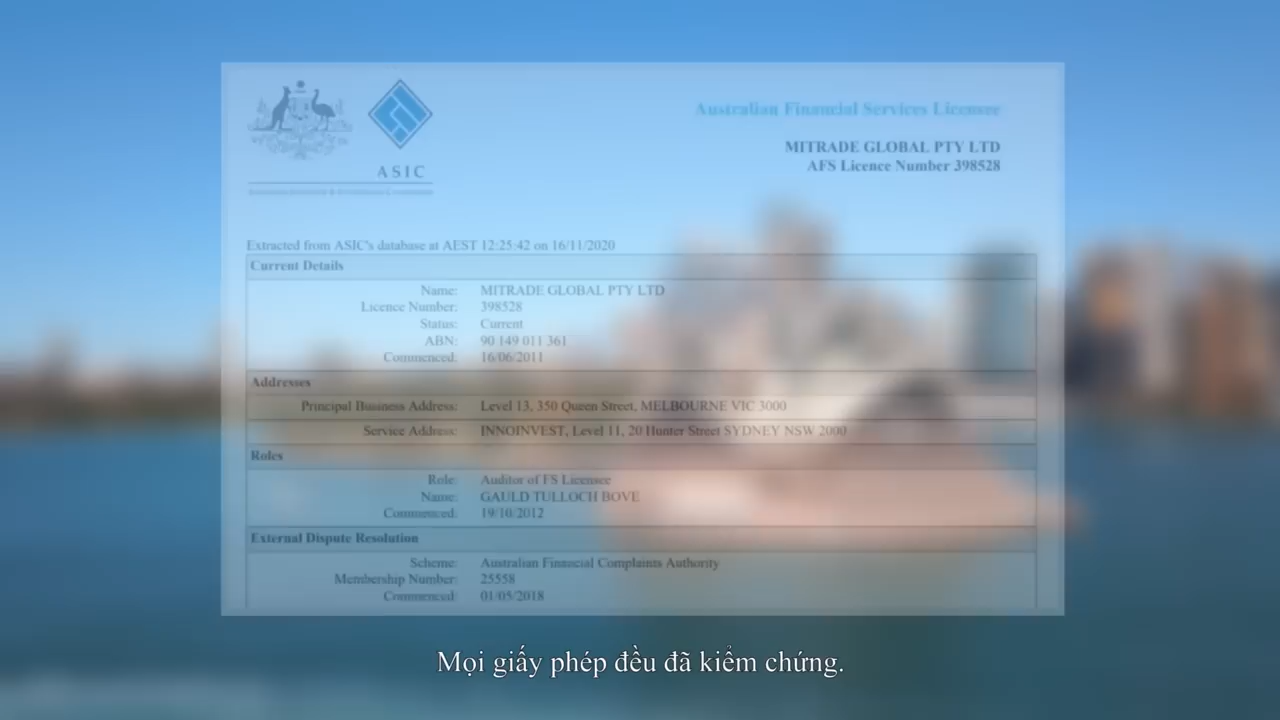 ASIC
Australian Financial Services Licensee
MITRADE GLOBAL PTY LTD
AFS Licence Number 398528
Extracted from ASIC's database at AEST 12:25:42 on 16/11/2020
Current Details
Name: MITRADE GLOBAL PTY LTD
Licence Number: 398528
Status: Current
ABN: 90 149 011 361
Commenced: 16/06/2011
Addresses
Principal Business Address: Level 13, 350 Queen Street, MELBOURNE VIC 3000
Service Address: INNOINVEST, Level 11, 20 Hunter Street SYDNEY NSW 2000
Roles
Role: Auditor of FS Licensee
Name: GAULD TULLOCH BOVE
Commenced: 19/10/2012
External Dispute Resolution
Scheme: Australian Financial Complaints Authority
Membership Number: 25558
Commenced: 01/05/2018
Mọi giấy phép đều đã kiểm chứng.